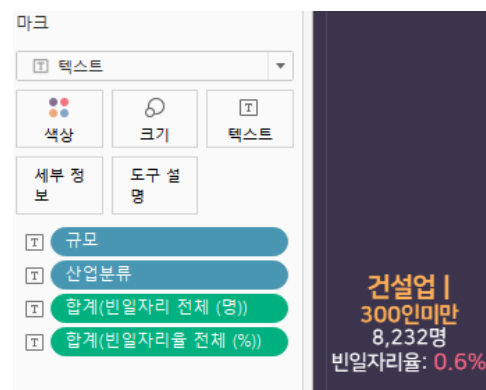 마크
텍스트
색상
크기
텍스트
세부 정
보
도구 설
명
규모
산업분류
합계(빈일자리 전체 (명))
합계(빈일자리율 전체 (%))
건설업 |
300인미만
8,232명
빈일자리율: 0.6%